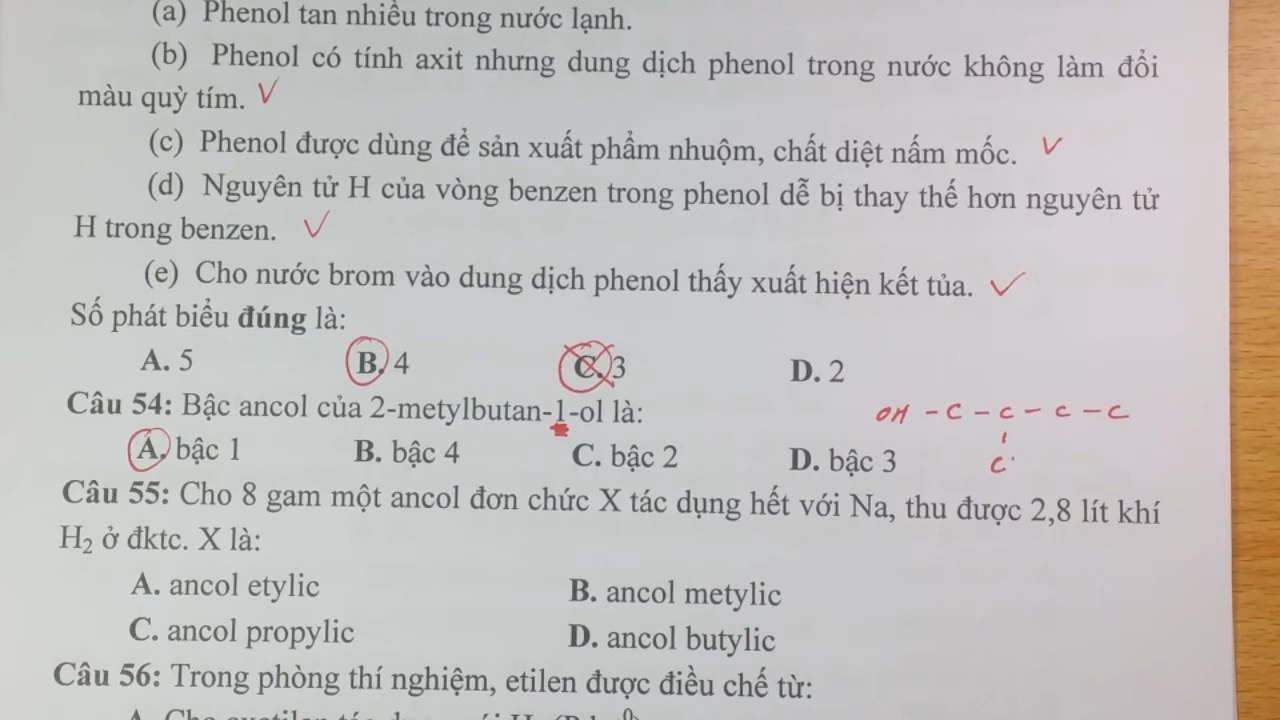 (a) Phenol tan nhiều trong nước lạnh.
(b) Phenol có tính axit nhưng dung dịch phenol trong nước không làm đổi
màu quỳ tím. ✓
(c) Phenol được dùng để sản xuất phẩm nhuộm, chất diệt nấm mốc. ✓
(d) Nguyên tử H của vòng benzen trong phenol dễ bị thay thế hơn nguyên tử
H trong benzen. ✓
(e) Cho nước brom vào dung dịch phenol thấy xuất hiện kết tủa. ✓
Số phát biểu đúng là:
A. 5 B. 4 C. 3 D. 2
Câu 54: Bậc ancol của 2-metylbutan-1-ol là:
OH - C - C - C - C
C
A. bậc 1 B. bậc 4 C. bậc 2 D. bậc 3
Câu 55: Cho 8 gam một ancol đơn chức X tác dụng hết với Na, thu được 2,8 lít khí
H₂ ở đktc. X là:
A. ancol etylic B. ancol metylic
C. ancol propylic D. ancol butylic
Câu 56: Trong phòng thí nghiệm, etilen được điều chế từ: